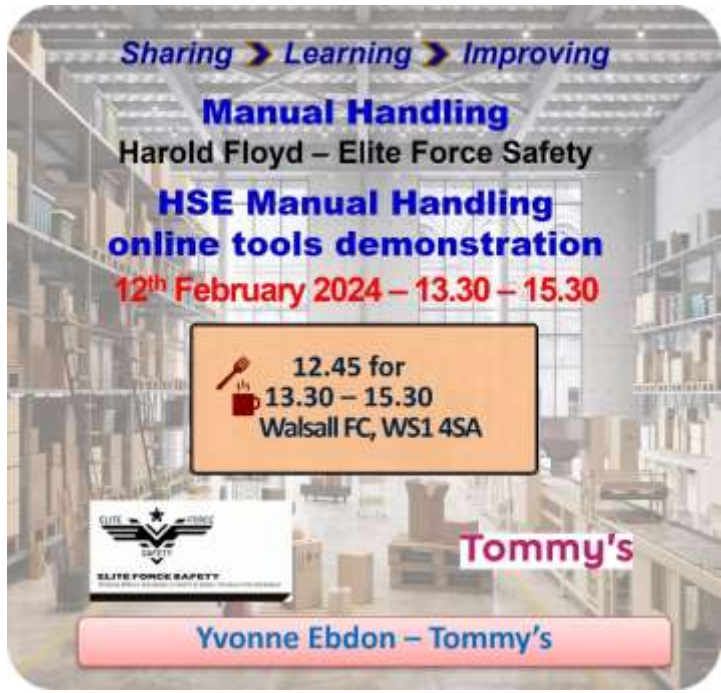 Sharing Learning Improving
Manual Handling
Harold Floyd – Elite Force Safety
HSE Manual Handling
online tools demonstration
12th February 2024 – 13.30 – 15.30
12.45 for
13.30 – 15.30
Walsall FC, WS1 4SA
ELITE FORCE
SAFETY
ELITE FORCE SAFETY
Tommy's
Yvonne Ebdon – Tommy's